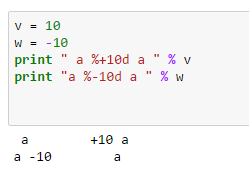 v = 10
w = -10
print " a %+10d a " % v
print "a %-10d a " % w
 a        +10 a
a -10        a